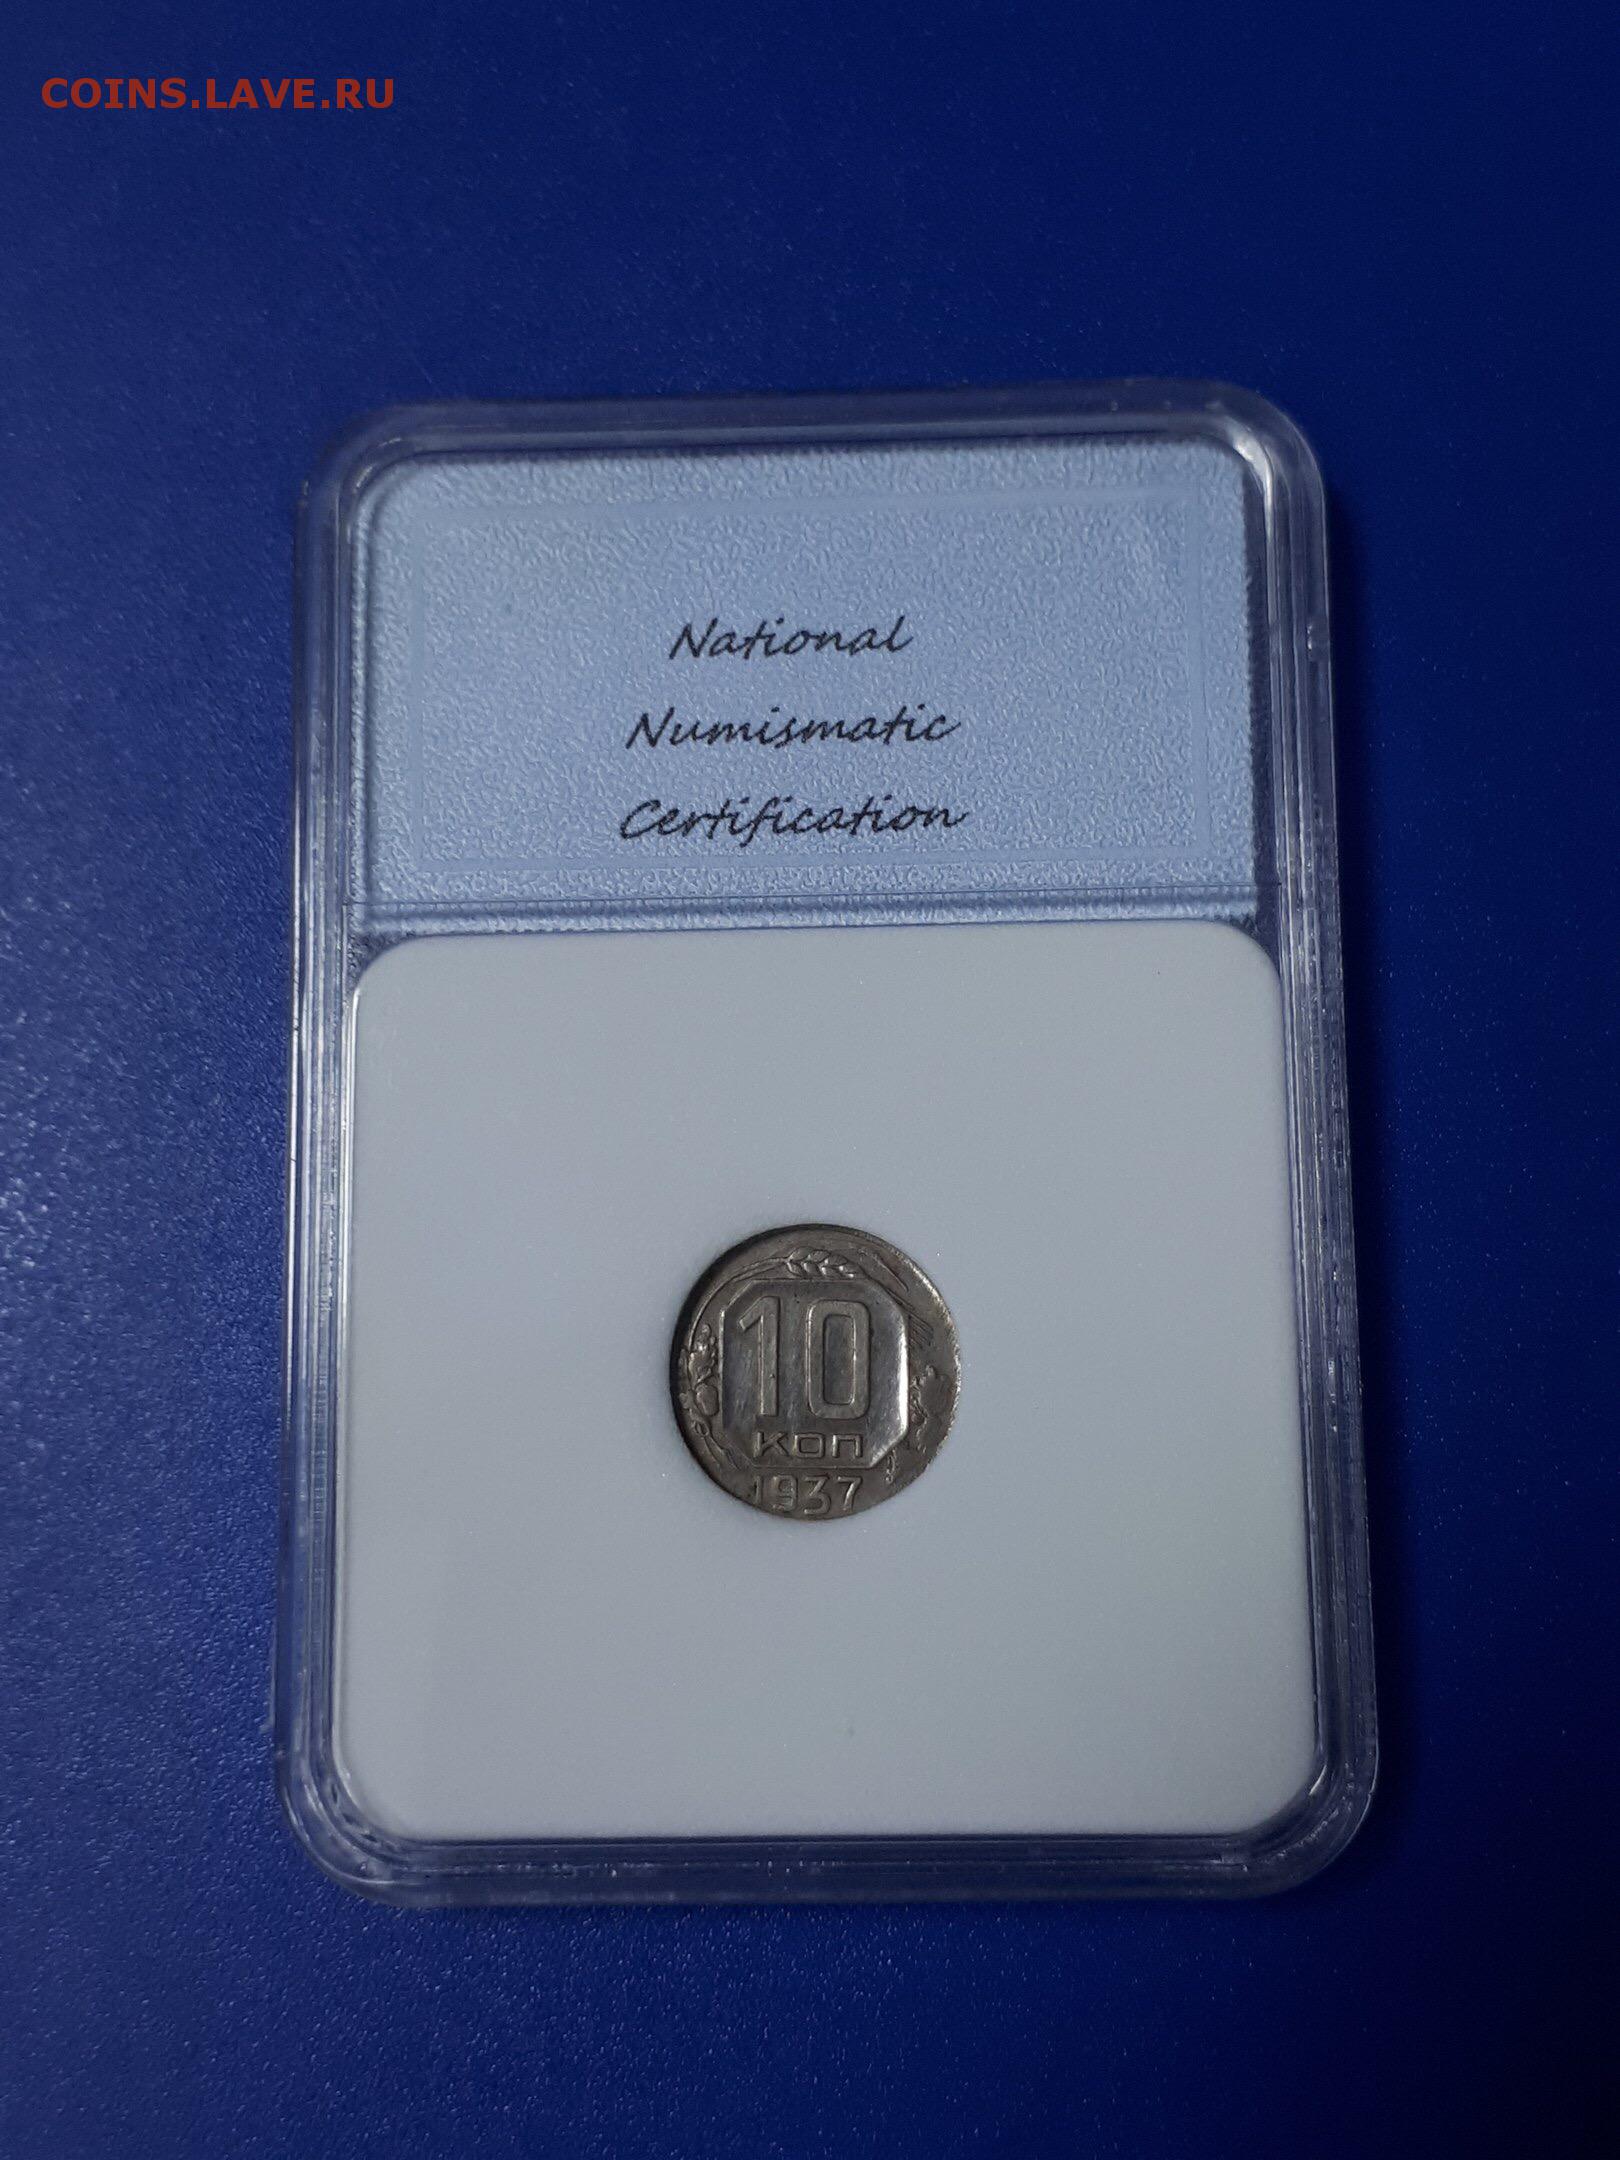 COINS.LAVE.RU
National
Numismatic
Certification
10
КОП
1937